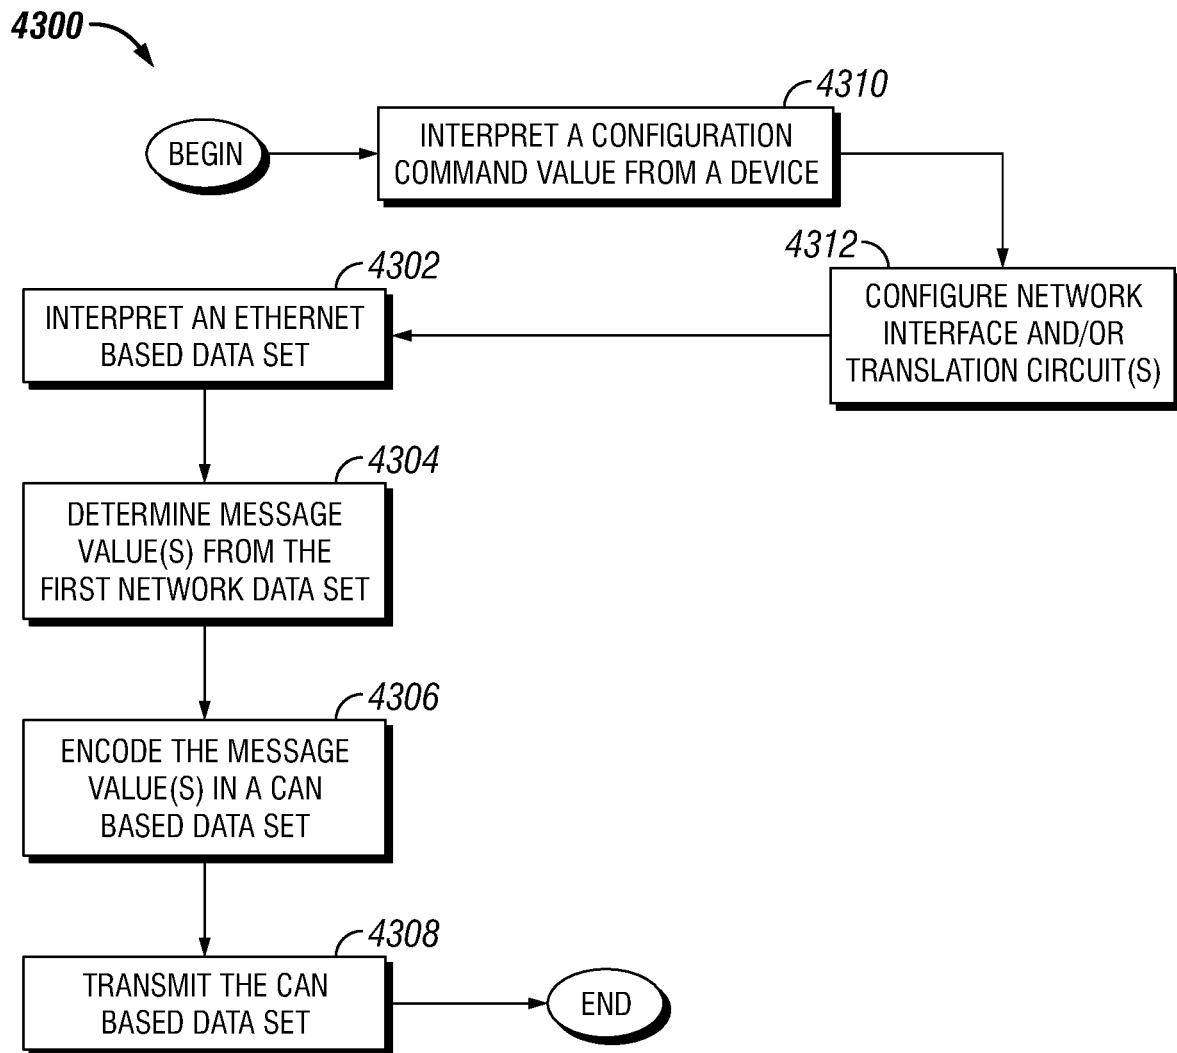 4300
BEGIN
4310
INTERPRET A CONFIGURATION
COMMAND VALUE FROM A DEVICE
4312
CONFIGURE NETWORK
INTERFACE AND/OR
TRANSLATION CIRCUIT(S)
4302
INTERPRET AN ETHERNET
BASED DATA SET
4304
DETERMINE MESSAGE
VALUE(S) FROM THE
FIRST NETWORK DATA SET
4306
ENCODE THE MESSAGE
VALUE(S) IN A CAN
BASED DATA SET
4308
TRANSMIT THE CAN
BASED DATA SET
END